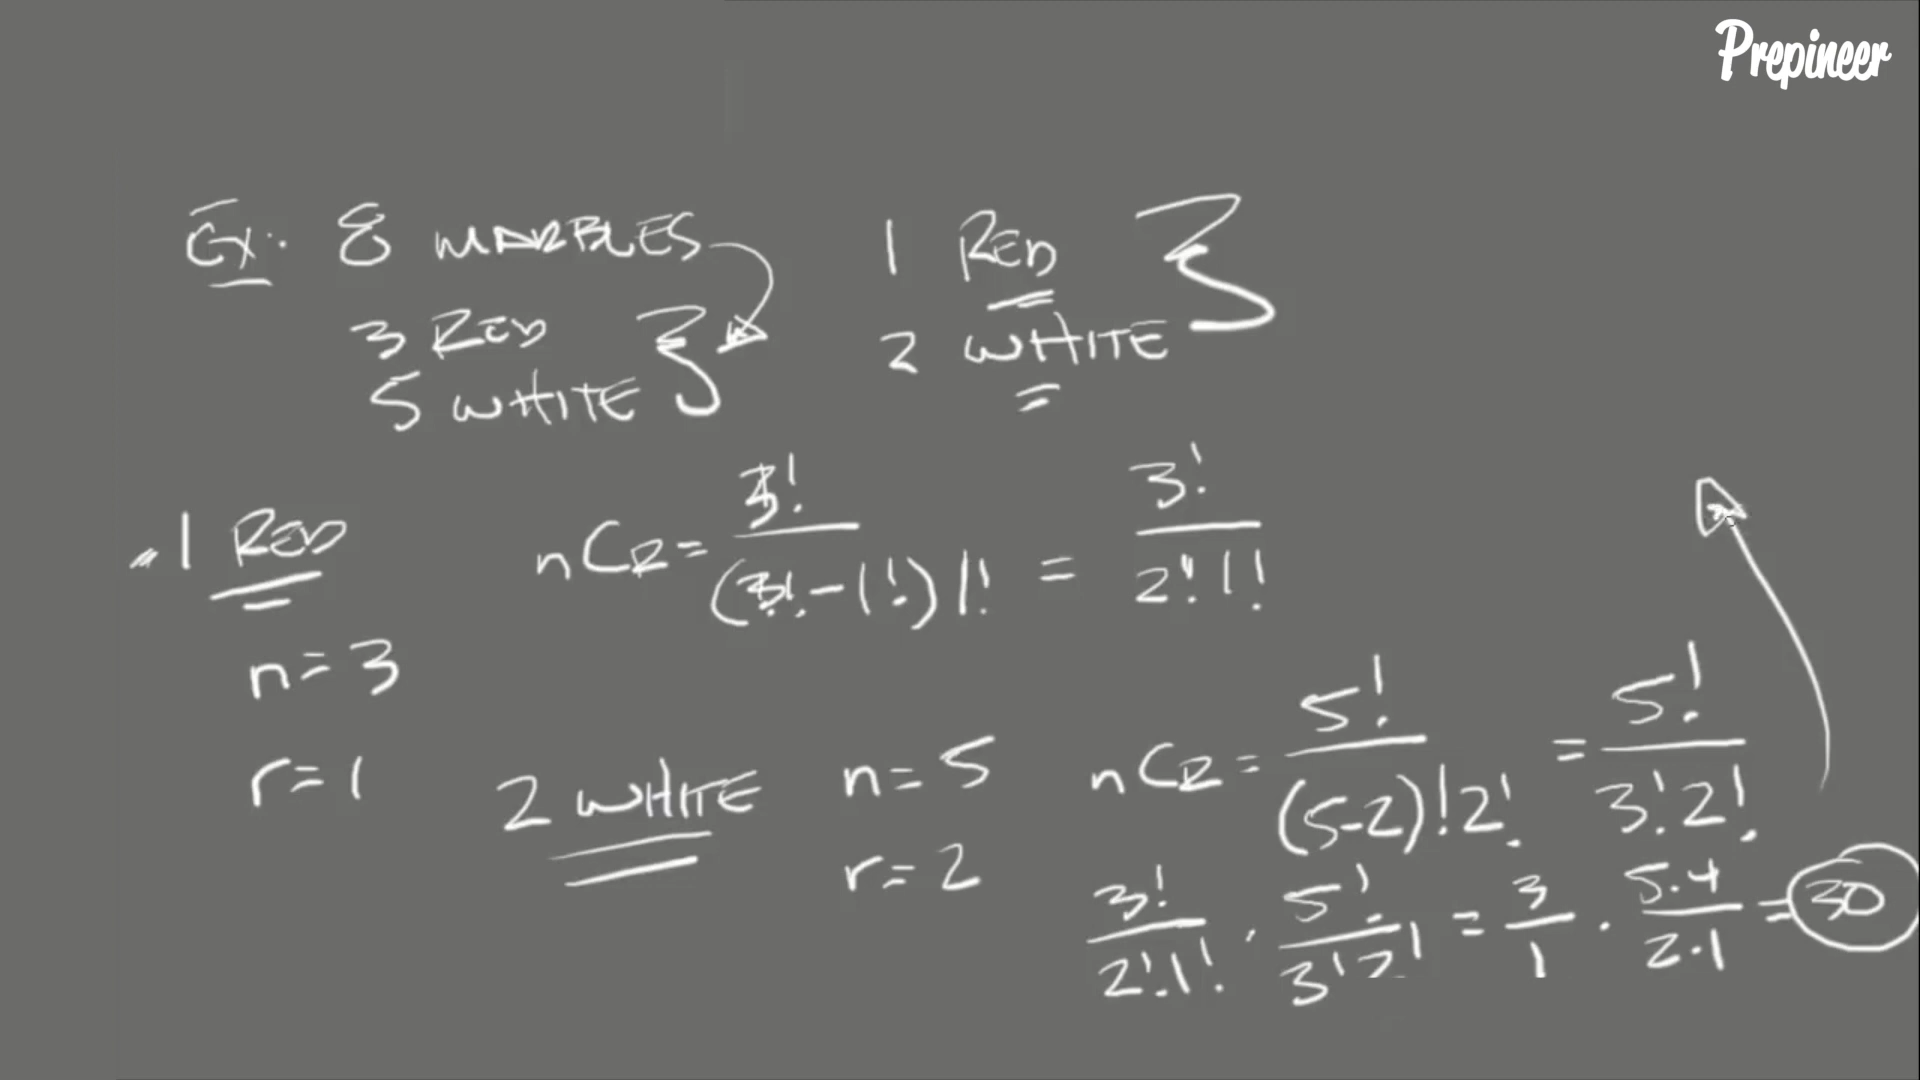 Prepineer
Ex: 8 MARBLES
3 RED
5 WHITE
1 RED
2 WHITE
1 RED
n = 3
r = 1
nCR = 3! / (3! - 1!) 1! = 3! / 2! 1!
2 WHITE
n = 5
r = 2
nCR = 5! / (5-2)! 2! = 5! / 3! 2!
3! / 2! 1! · 5! / 3! 2! = 3 / 1 · 5·4 / 2·1 = 30